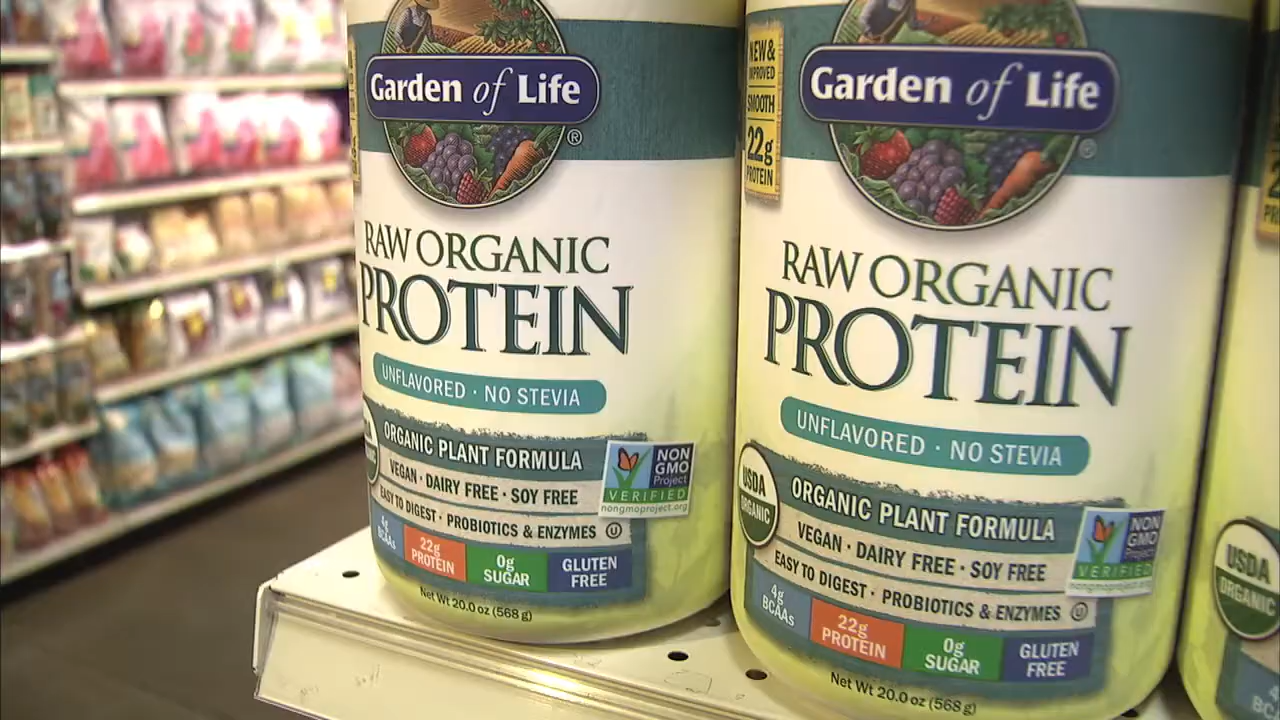 Garden of Life
®
RAW ORGANIC
PROTEIN
UNFLAVORED · NO STEVIA
ORGANIC PLANT FORMULA
VEGAN · DAIRY FREE · SOY FREE
EASY TO DIGEST · PROBIOTICS & ENZYMES
NON
GMO
Project
VERIFIED
nongmoproject.org
4g
BCAAs
22g
PROTEIN
0g
SUGAR
GLUTEN
FREE
Net Wt 20.0 oz (568 g)
NEW &
IMPROVED
SMOOTH
22g
PROTEIN
Garden of Life
®
RAW ORGANIC
PROTEIN
UNFLAVORED · NO STEVIA
USDA
ORGANIC
ORGANIC PLANT FORMULA
VEGAN · DAIRY FREE · SOY FREE
EASY TO DIGEST · PROBIOTICS & ENZYMES
NON
GMO
Project
VERIFIED
nongmoproject.org
4g
BCAAs
22g
PROTEIN
0g
SUGAR
GLUTEN
FREE
Net Wt 20.0 oz (568 g)
USDA
ORGANIC